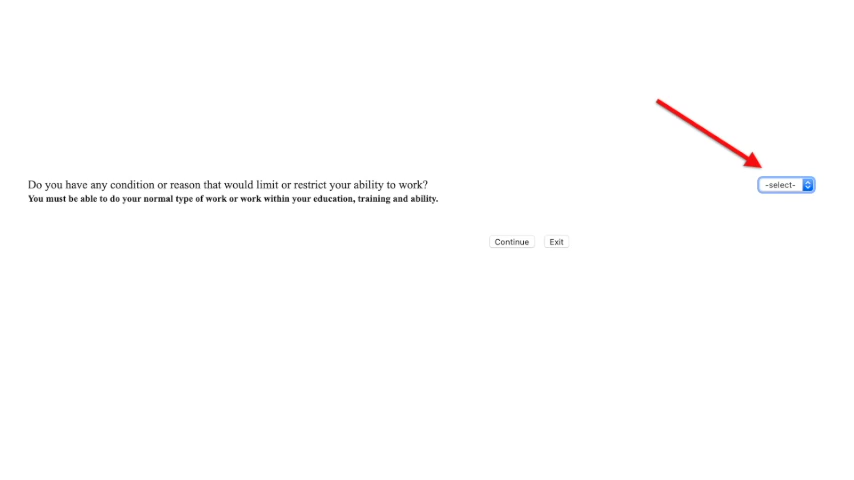 Do you have any condition or reason that would limit or restrict your ability to work?
-select-
You must be able to do your normal type of work or work within your education, training and ability.
Continue Exit